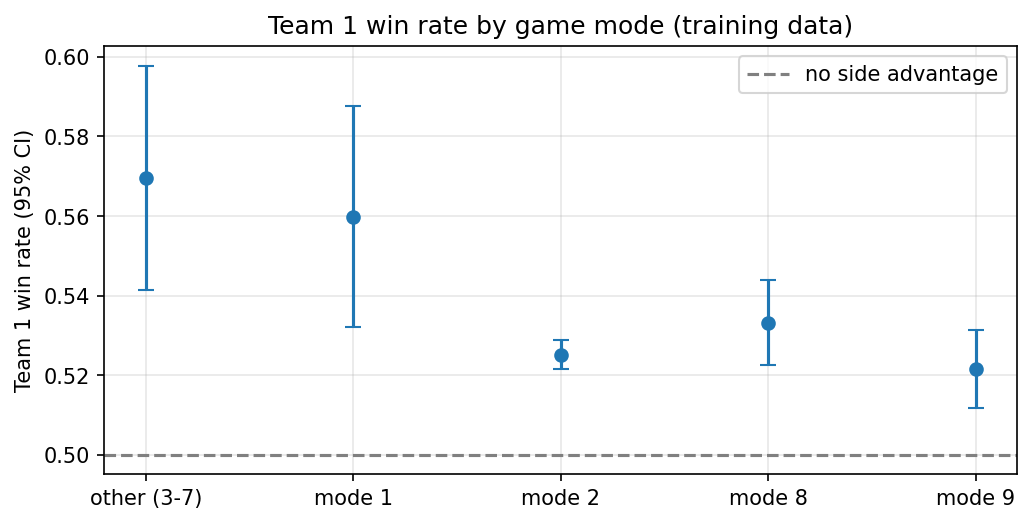 Team 1 win rate by game mode (training data)
no side advantage
Team 1 win rate (95% CI)
0.60
0.58
0.56
0.54
0.52
0.50
other (3-7)
mode 1
mode 2
mode 8
mode 9